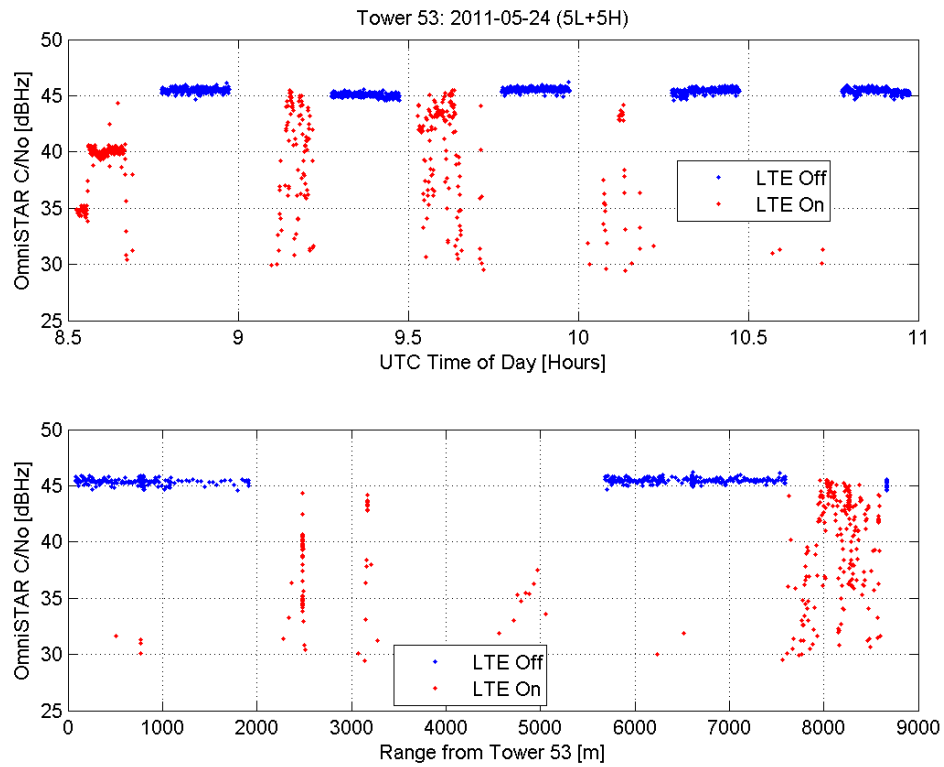 Tower 53: 2011-05-24 (5L+5H)
50
45
40
35
30
25
OmniSTAR C/No [dBHz]
LTE Off
LTE On
8.5 9 9.5 10 10.5 11
UTC Time of Day [Hours]
50
45
40
35
30
25
OmniSTAR C/No [dBHz]
LTE Off
LTE On
0 1000 2000 3000 4000 5000 6000 7000 8000 9000
Range from Tower 53 [m]